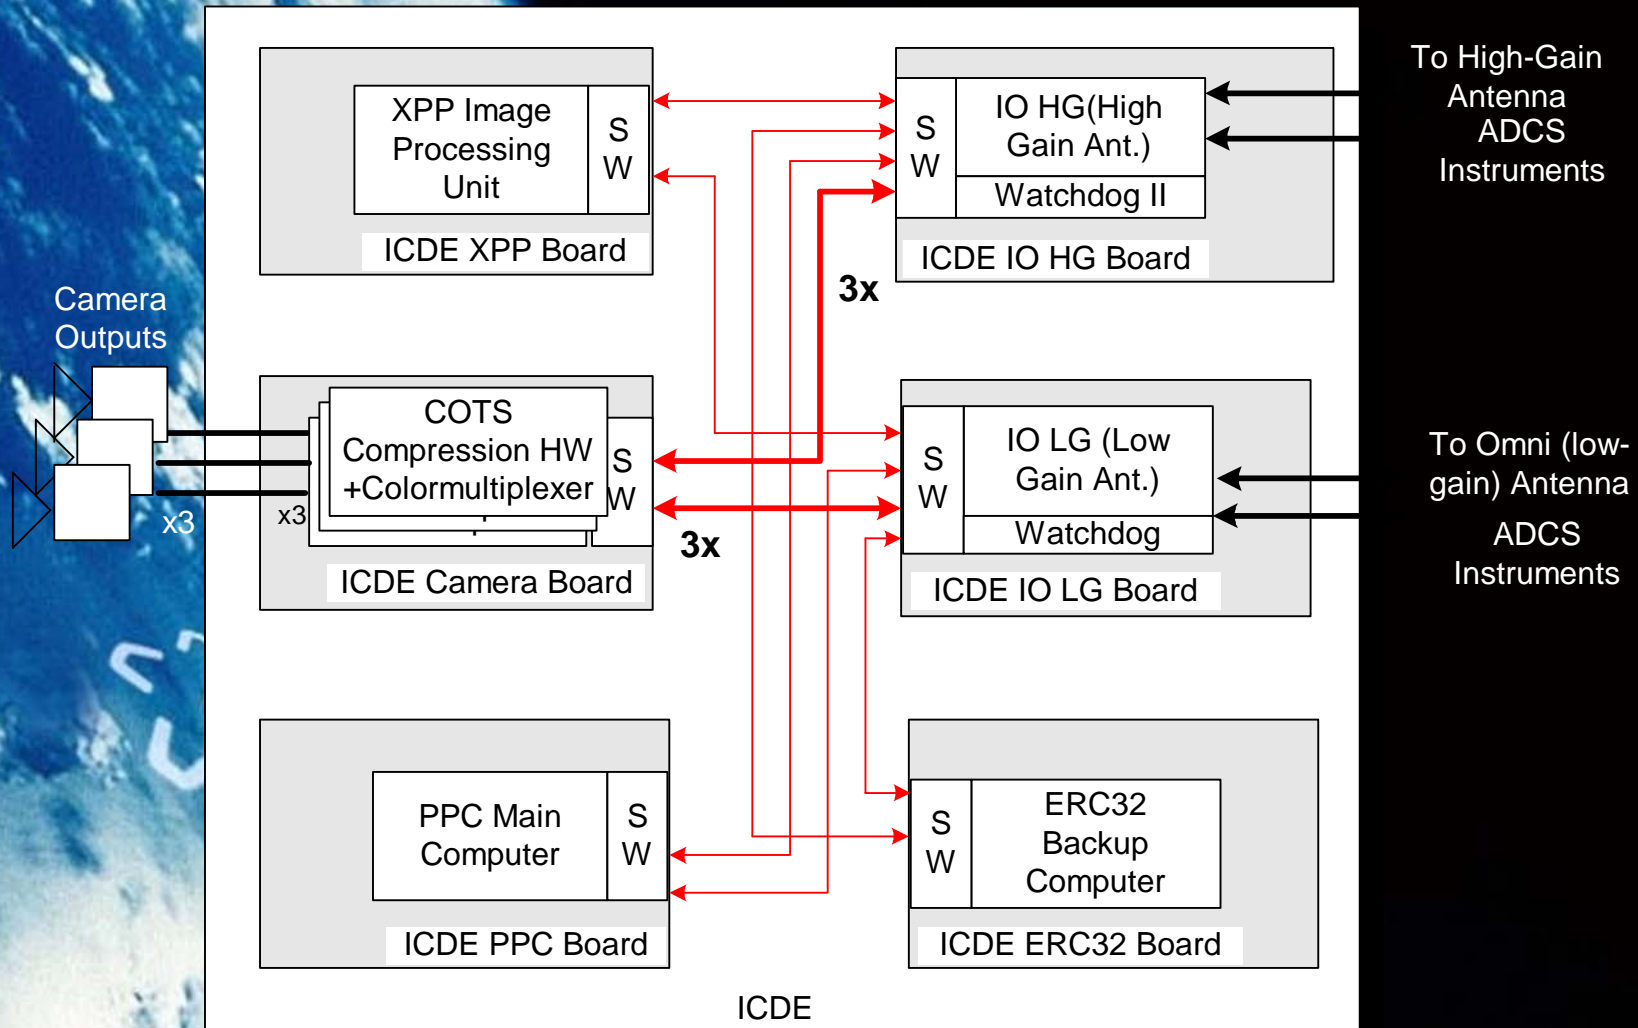 XPP Image
Processing
Unit
S
W
ICDE XPP Board
S
W
IO HG(High
Gain Ant.)
Watchdog II
ICDE IO HG Board
To High-Gain
Antenna
ADCS
Instruments
3x
Camera
Outputs
x3
x3
COTS
Compression HW
+Colormultiplexer
S
W
ICDE Camera Board
3x
S
W
IO LG (Low
Gain Ant.)
Watchdog
ICDE IO LG Board
To Omni (low-
gain) Antenna
ADCS
Instruments
PPC Main
Computer
S
W
ICDE PPC Board
S
W
ERC32
Backup
Computer
ICDE ERC32 Board
ICDE